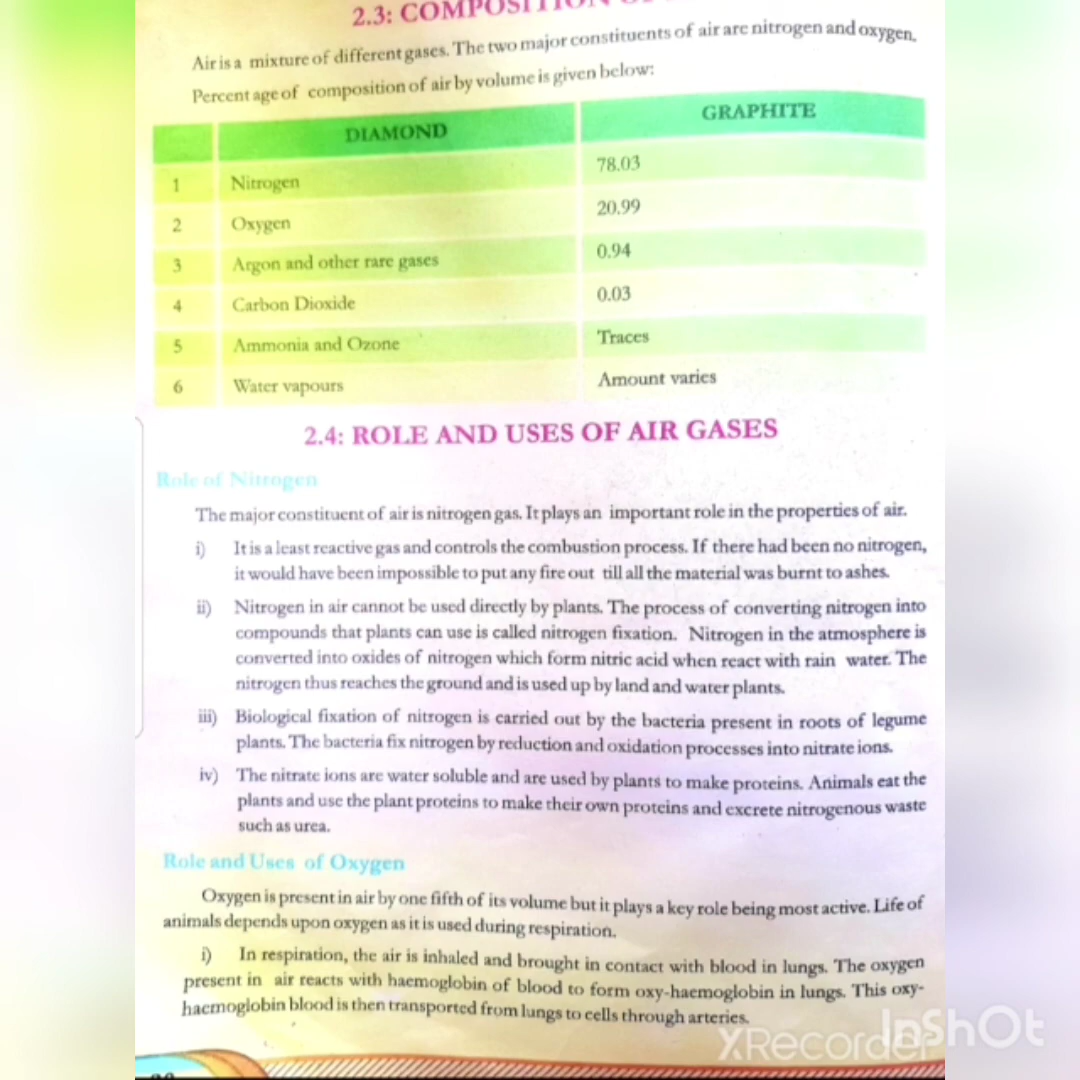 2.3: COMPOSITION
Air is a mixture of different gases. The two major constituents of air are nitrogen and oxygen.
Percent age of composition of air by volume is given below:
DIAMOND GRAPHITE
1 Nitrogen 78.03
2 Oxygen 20.99
3 Argon and other rare gases 0.94
4 Carbon Dioxide 0.03
5 Ammonia and Ozone Traces
6 Water vapours Amount varies
2.4: ROLE AND USES OF AIR GASES
Role of Nitrogen
The major constituent of air is nitrogen gas. It plays an important role in the properties of air.
i) It is a least reactive gas and controls the combustion process. If there had been no nitrogen,
it would have been impossible to put any fire out till all the material was burnt to ashes.
ii) Nitrogen in air cannot be used directly by plants. The process of converting nitrogen into
compounds that plants can use is called nitrogen fixation. Nitrogen in the atmosphere is
converted into oxides of nitrogen which form nitric acid when react with rain water. The
nitrogen thus reaches the ground and is used up by land and water plants.
iii) Biological fixation of nitrogen is carried out by the bacteria present in roots of legume
plants. The bacteria fix nitrogen by reduction and oxidation processes into nitrate ions.
iv) The nitrate ions are water soluble and are used by plants to make proteins. Animals eat the
plants and use the plant proteins to make their own proteins and excrete nitrogenous waste
such as urea.
Role and Uses of Oxygen
Oxygen is present in air by one fifth of its volume but it plays a key role being most active. Life of
animals depends upon oxygen as it is used during respiration.
i) In respiration, the air is inhaled and brought in contact with blood in lungs. The oxygen
present in air reacts with haemoglobin of blood to form oxy-haemoglobin in lungs. This oxy-
haemoglobin blood is then transported from lungs to cells through arteries.
XRecorder
InShOt